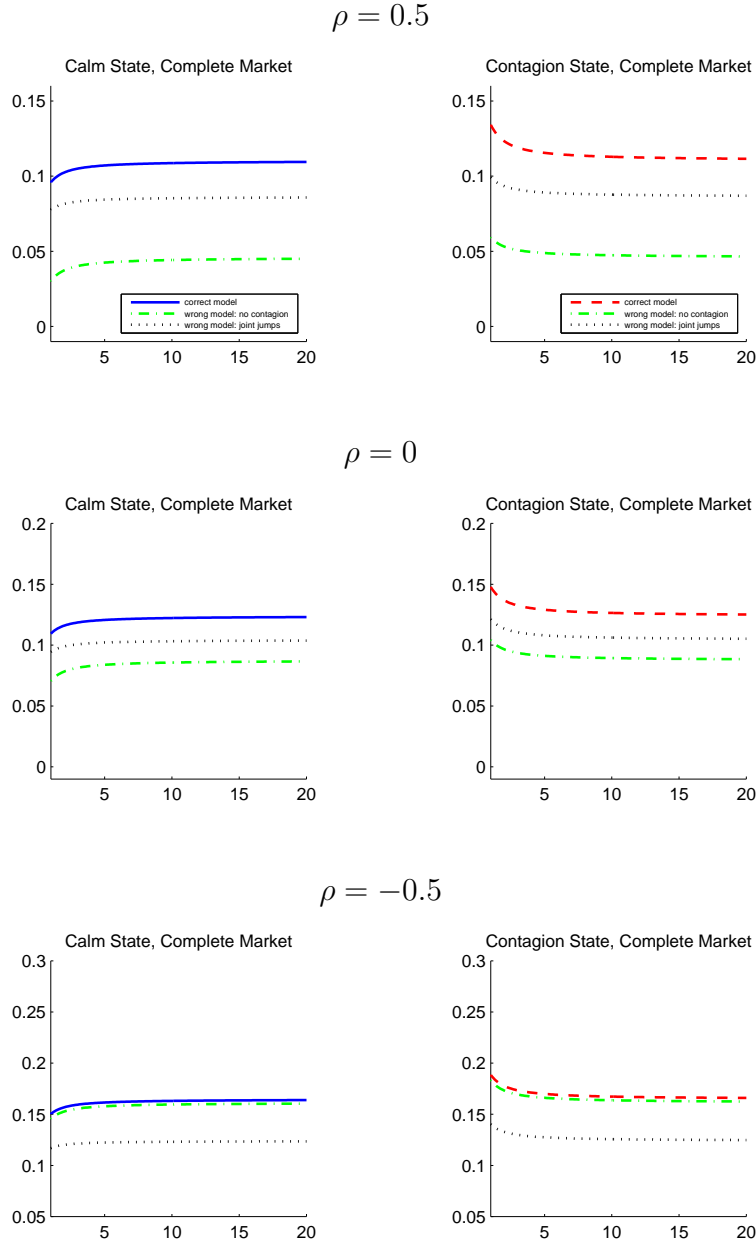 ρ = 0.5
Calm State, Complete Market
0.15
0.1
0.05
0
correct model
wrong model: no contagion
wrong model: joint jumps
5 10 15 20
Contagion State, Complete Market
0.15
0.1
0.05
0
correct model
wrong model: no contagion
wrong model: joint jumps
5 10 15 20
ρ = 0
Calm State, Complete Market
0.2
0.15
0.1
0.05
0
5 10 15 20
Contagion State, Complete Market
0.2
0.15
0.1
0.05
0
5 10 15 20
ρ = −0.5
Calm State, Complete Market
0.3
0.25
0.2
0.15
0.1
0.05
5 10 15 20
Contagion State, Complete Market
0.3
0.25
0.2
0.15
0.1
0.05
5 10 15 20